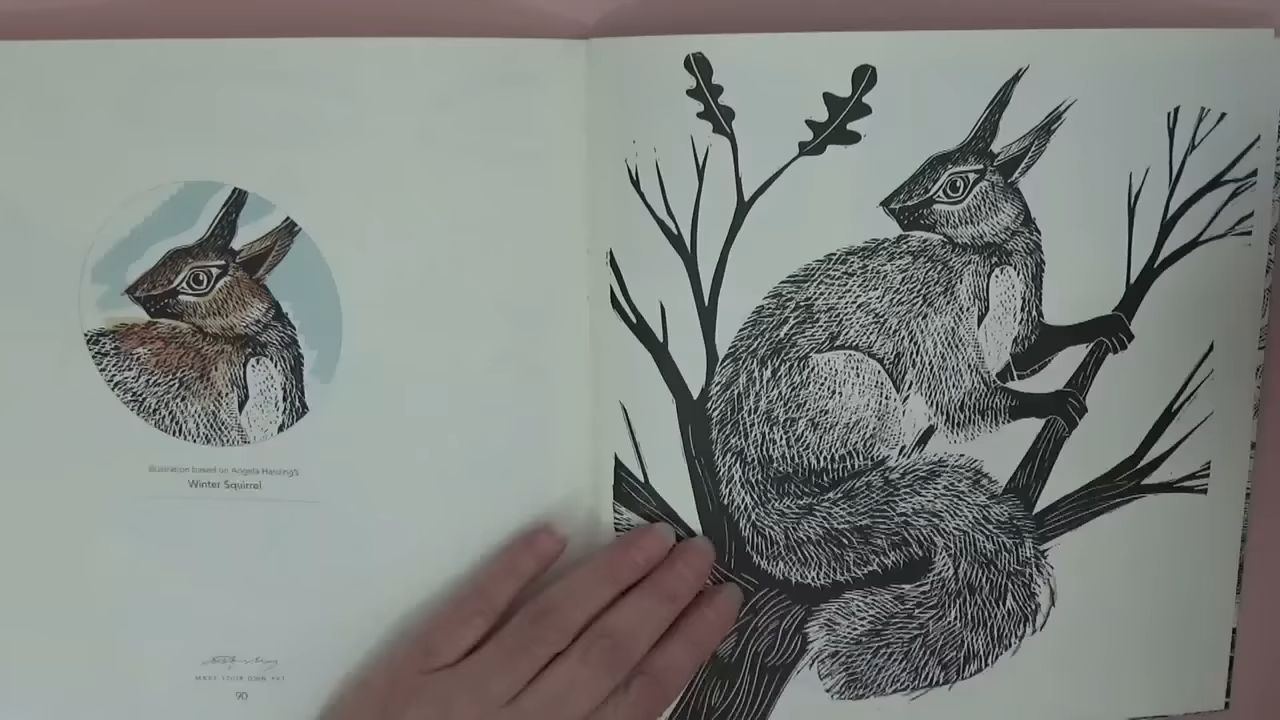 Illustration based on Angela Harding's
Winter Squirrel
MAKE YOUR OWN ART
90